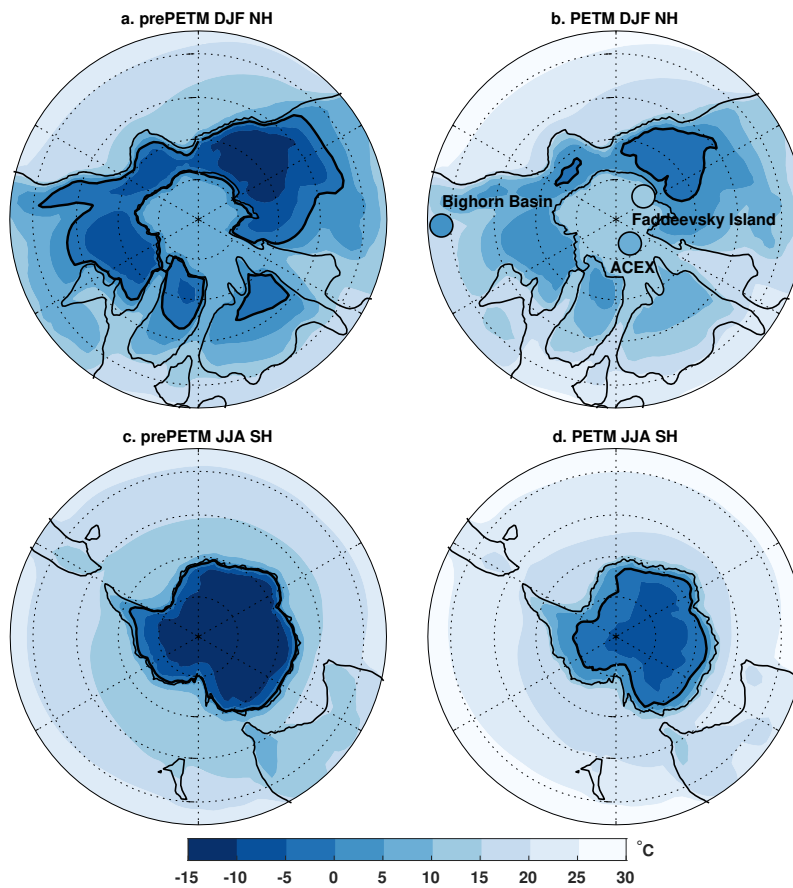 a. prePETM DJF NH
b. PETM DJF NH
Bighorn Basin
Faddeevsky Island
ACEX
c. prePETM JJA SH
d. PETM JJA SH
°C
-15 -10 -5 0 5 10 15 20 25 30